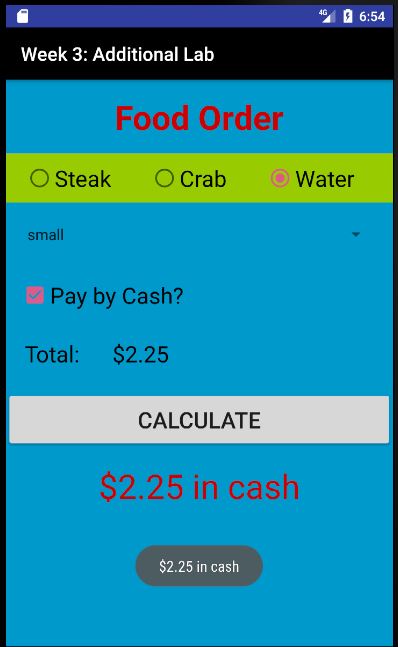 4G 6:54
Week 3: Additional Lab
Food Order
Steak Crab Water
small
Pay by Cash?
Total: $2.25
CALCULATE
$2.25 in cash
$2.25 in cash